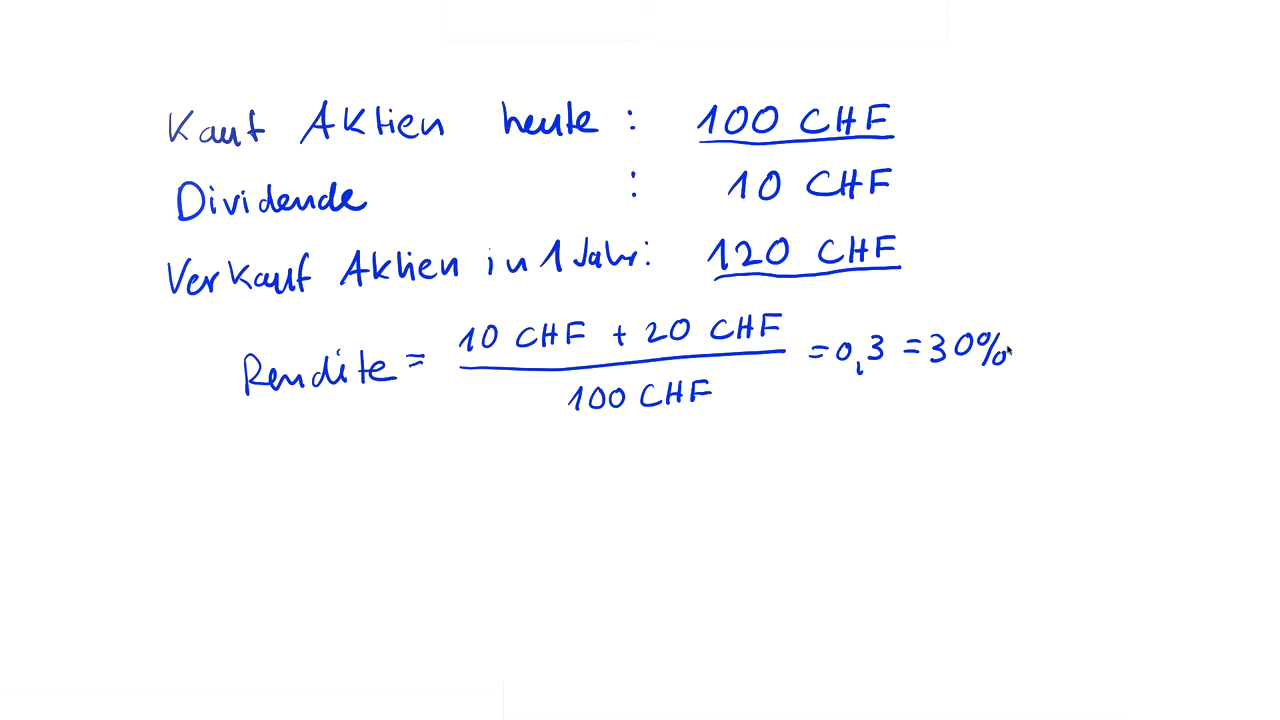 Kauf Aktien heute : 100 CHF
Dividende : 10 CHF
Verkauf Aktien in 1 Jahr: 120 CHF
10 CHF + 20 CHF
Rendite = = 0,3 = 30%
100 CHF